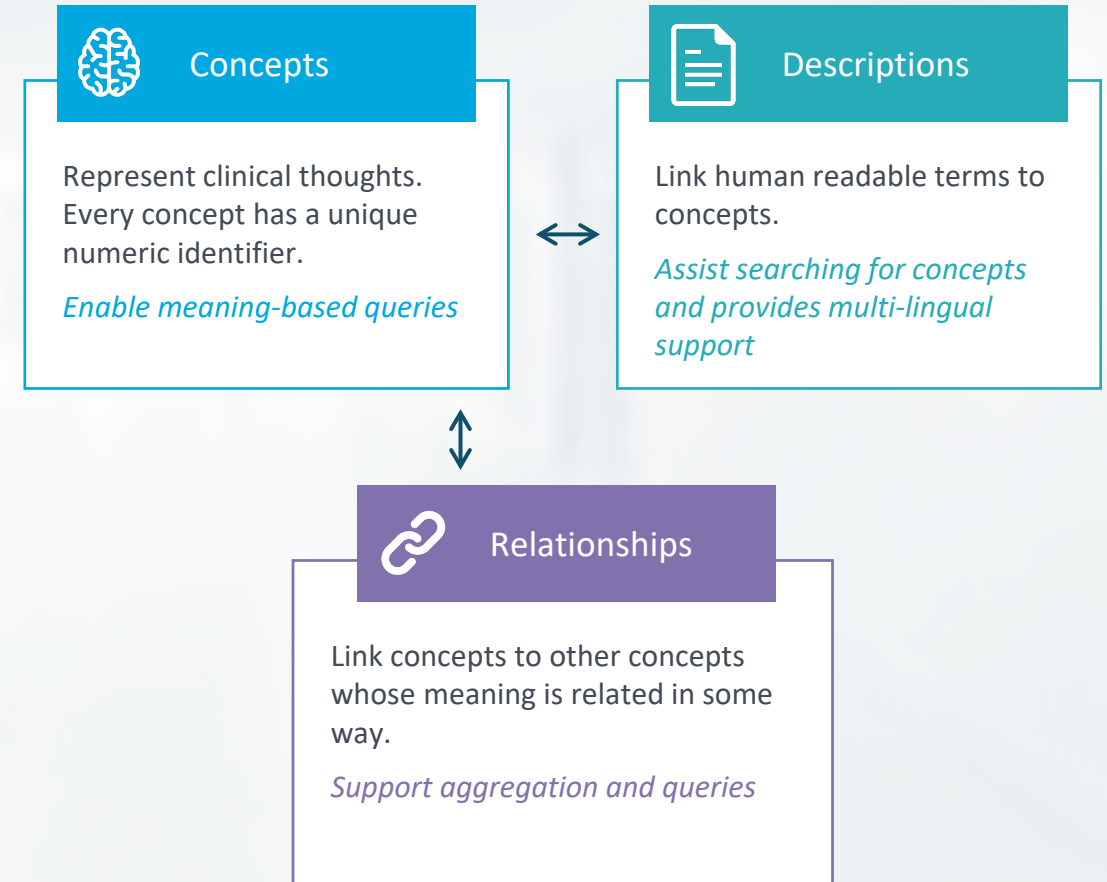 Concepts
Represent clinical thoughts.
Every concept has a unique
numeric identifier.
Enable meaning-based queries
Descriptions
Link human readable terms to
concepts.
Assist searching for concepts
and provides multi-lingual
support
Relationships
Link concepts to other concepts
whose meaning is related in some
way.
Support aggregation and queries